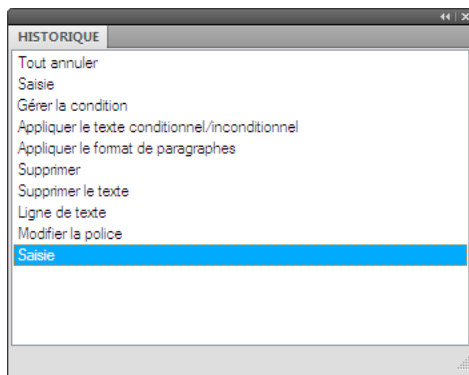 HISTORIQUE
Tout annuler
Saisie
Gérer la condition
Appliquer le texte conditionnel/inconditionnel
Appliquer le format de paragraphes
Supprimer
Supprimer le texte
Ligne de texte
Modifier la police
Saisie